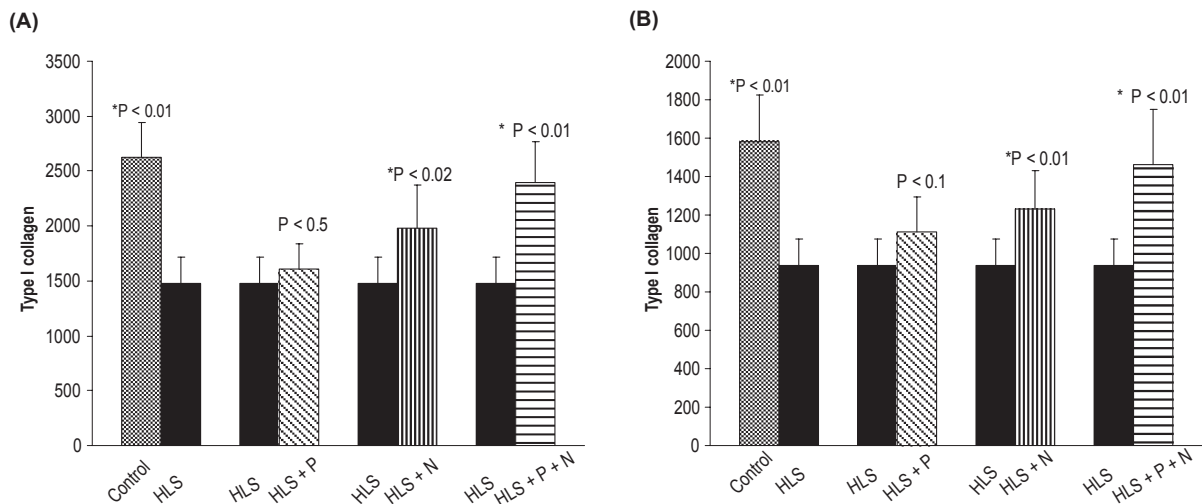 (A)
Type I collagen
3500
3000
2500
2000
1500
1000
500
0
*P < 0.01
P < 0.5
*P < 0.02
* P < 0.01
Control
HLS
HLS
HLS + P
HLS
HLS + N
HLS
HLS + P + N
(B)
Type I collagen
2000
1800
1600
1400
1200
1000
800
600
400
200
0
*P < 0.01
P < 0.1
*P < 0.01
* P < 0.01
Control
HLS
HLS
HLS + P
HLS
HLS + N
HLS
HLS + P + N